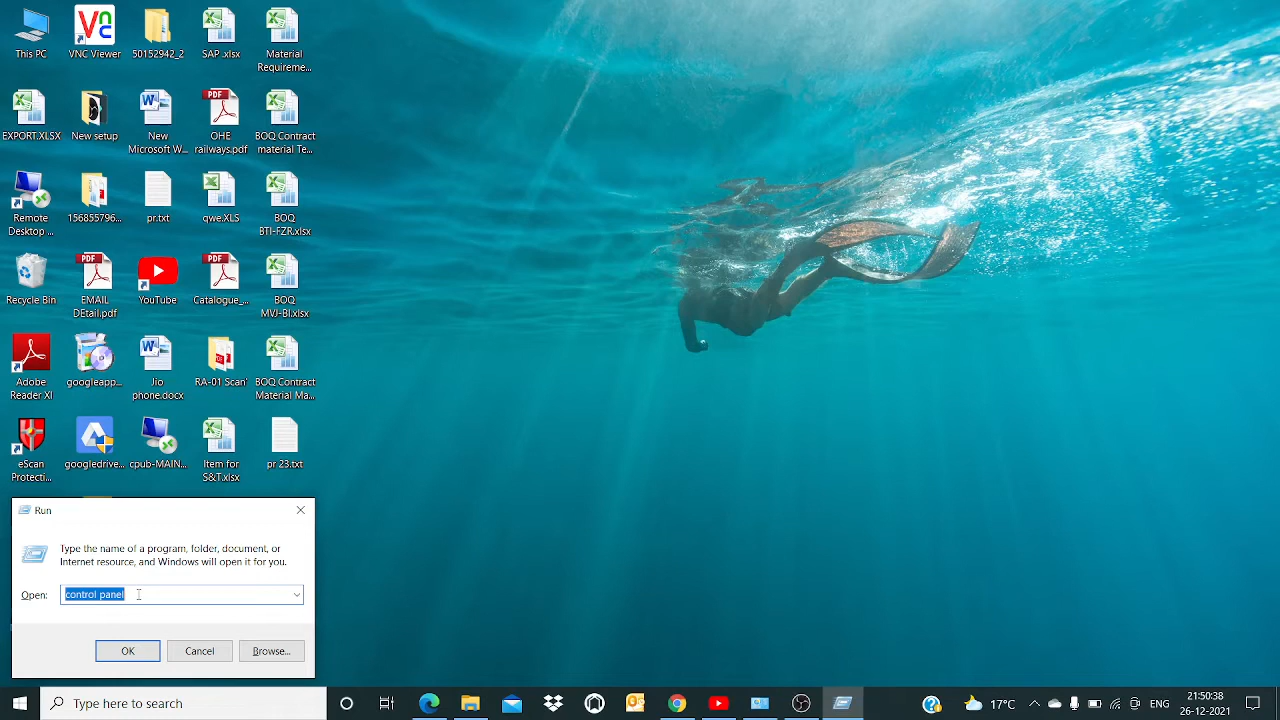 This PC
VNC Viewer
50152942_2
SAP .xlsx
Material
Requireme...
EXPORT.XLSX
New setup
New
Microsoft W...
PDF
OHE
railways.pdf
BOQ Contract
material Te...
Remote
Desktop ...
156855796...
pr.txt
qwe.XLS
BOQ
BTI-FZR.xlsx
Recycle Bin
PDF
EMAIL
DEtail.pdf
YouTube
PDF
Catalogue_...
BOQ
MVJ-BI.xlsx
Adobe
Reader XI
googleapp...
Jio
phone.docx
RA-01 Scan'
BOQ Contract
Material Ma...
eScan
Protecti...
googledrive...
cpub-MAIN...
Item for
S&T.xlsx
pr 23.txt
Run
Type the name of a program, folder, document, or
Internet resource, and Windows will open it for you.
Open:
control panel
OK
Cancel
Browse...
Type here to search
17°C
ENG
21:50:38
26-12-2021